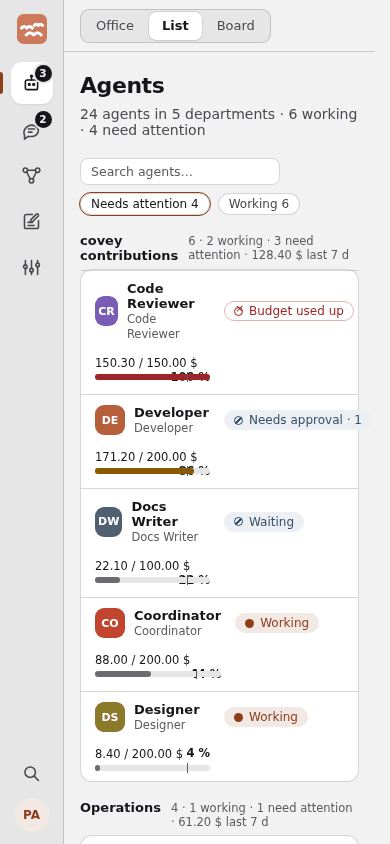 Office List Board
3
2
Agents
24 agents in 5 departments · 6 working
· 4 need attention
Search agents...
Needs attention 4 Working 6
covey
contributions
6 · 2 working · 3 need
attention · 128.40 $ last 7 d
CR
Code
Reviewer
Code
Reviewer
Budget used up
150.30 / 150.00 $
DE
Developer
Developer
Needs approval · 1
171.20 / 200.00 $
DW
Docs
Writer
Docs Writer
Waiting
22.10 / 100.00 $
CO
Coordinator
Coordinator
Working
88.00 / 200.00 $
DS
Designer
Designer
Working
8.40 / 200.00 $ 4 %
PA
Operations
4 · 1 working · 1 need attention
· 61.20 $ last 7 d